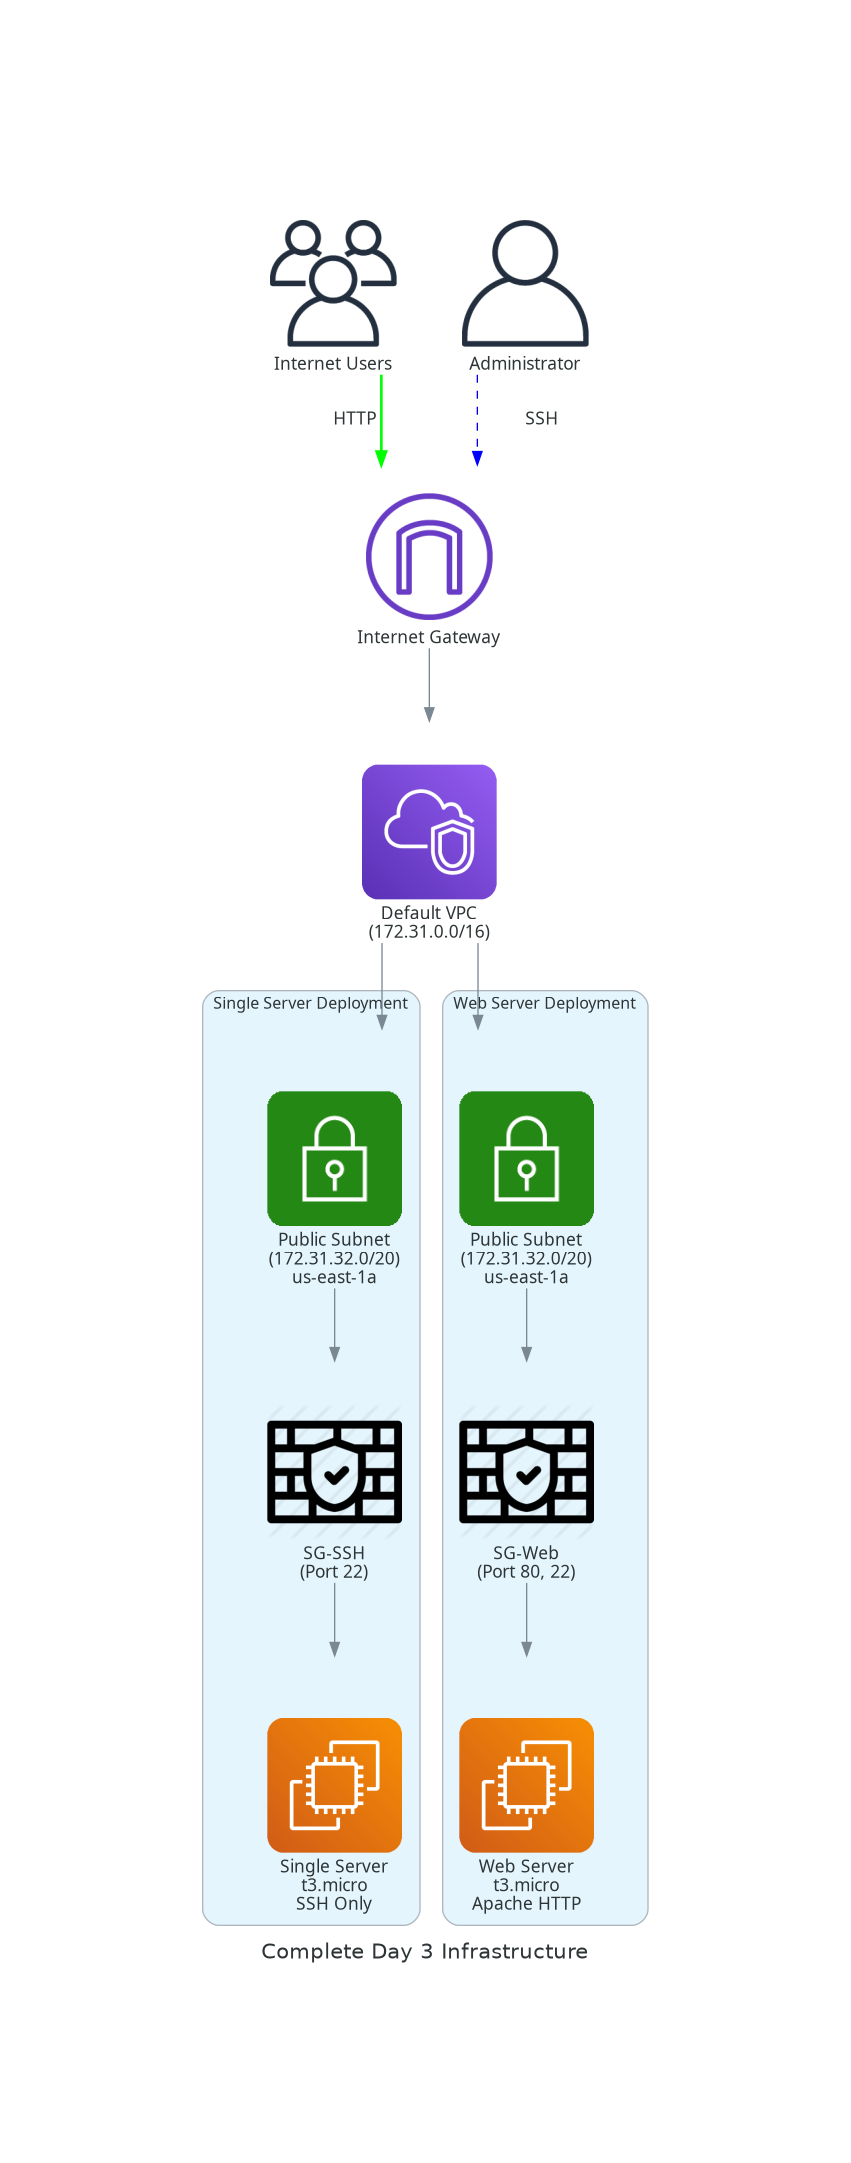 Internet Users
Administrator
HTTP
SSH
Internet Gateway
Default VPC
(172.31.0.0/16)
Single Server Deployment
Web Server Deployment
Public Subnet
(172.31.32.0/20)
us-east-1a
Public Subnet
(172.31.32.0/20)
us-east-1a
SG-SSH
(Port 22)
SG-Web
(Port 80, 22)
Single Server
t3.micro
SSH Only
Web Server
t3.micro
Apache HTTP
Complete Day 3 Infrastructure